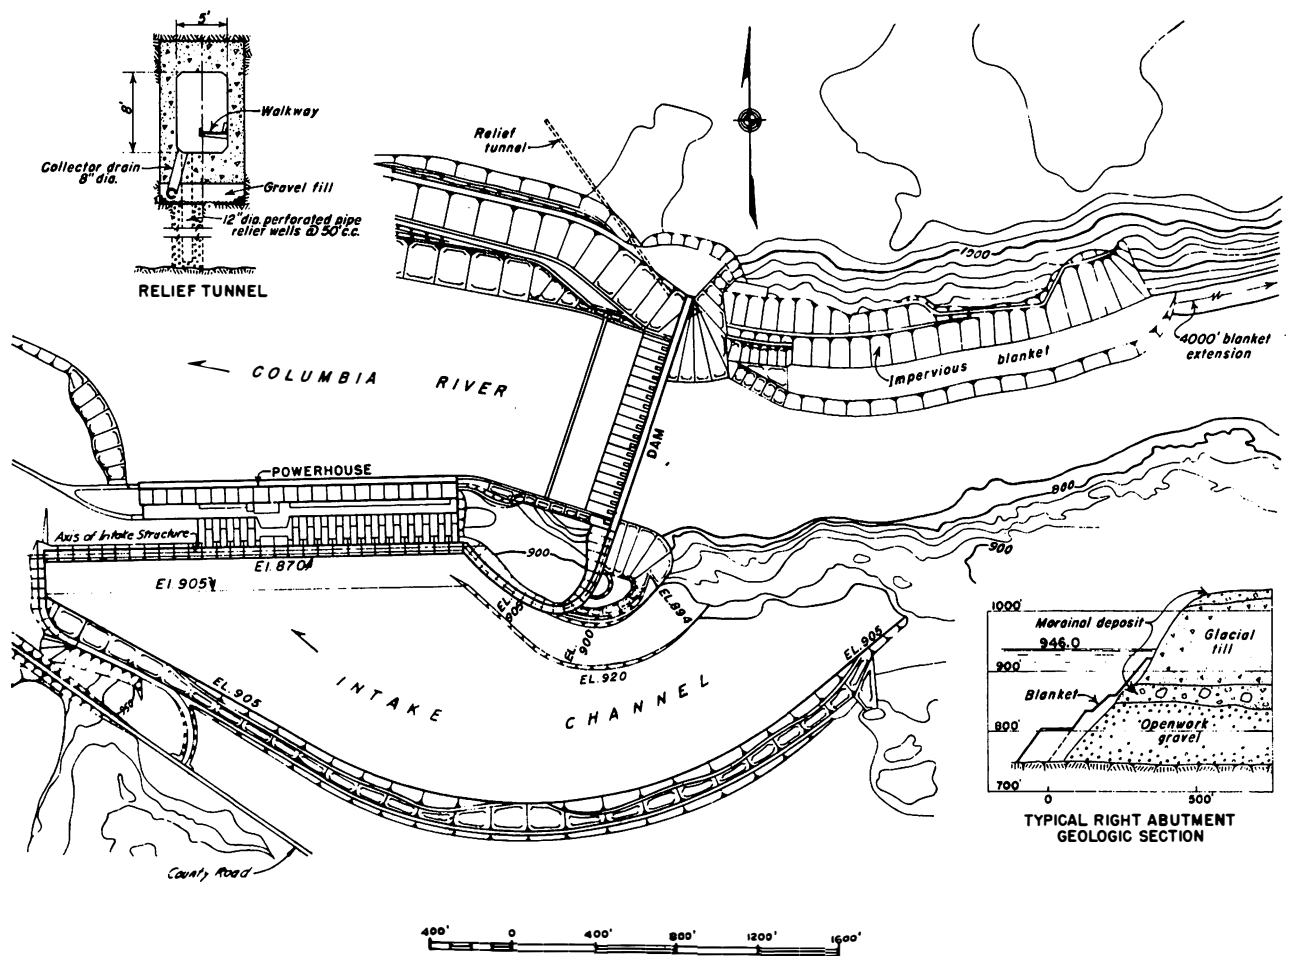 5'
8'
Walkway
Collector drain
8" dia.
Gravel fill
12" dia. perforated pipe
relief wells @ 50' c.c.
RELIEF TUNNEL
Relief
tunnel
1000
4000' blanket
extension
Impervious blanket
COLUMBIA RIVER
DAM
POWERHOUSE
800
900
Axis of Intake Structure
900
El. 870
El 905
EL 905
EL 900
EL. 894
EL. 920
EL. 905
EL. 905
INTAKE CHANNEL
950
County Road
1000'
Morainal deposit
946.0
Glacial
till
900'
Blanket
800'
Openwork
gravel
700'
0
500'
TYPICAL RIGHT ABUTMENT
GEOLOGIC SECTION
400' 0 400' 800' 1200' 1600'